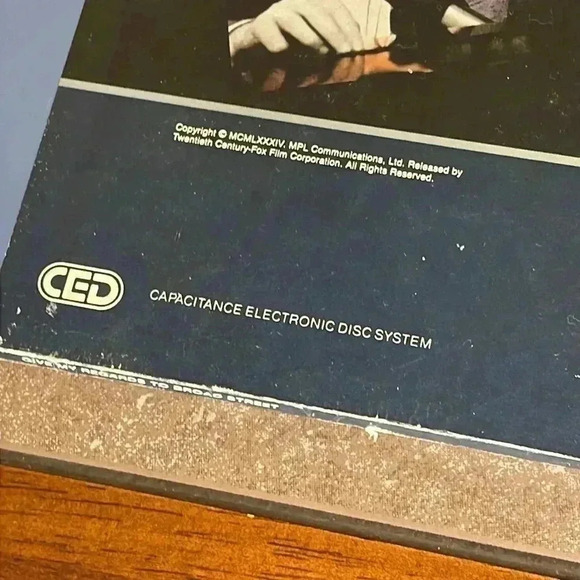 Copyright © MCMLXXXIV. MPL Communications, Ltd. Released by
Twentieth Century-Fox Film Corporation. All Rights Reserved.
CED
CAPACITANCE ELECTRONIC DISC SYSTEM
GIVE MY REGARDS TO BROAD STREET